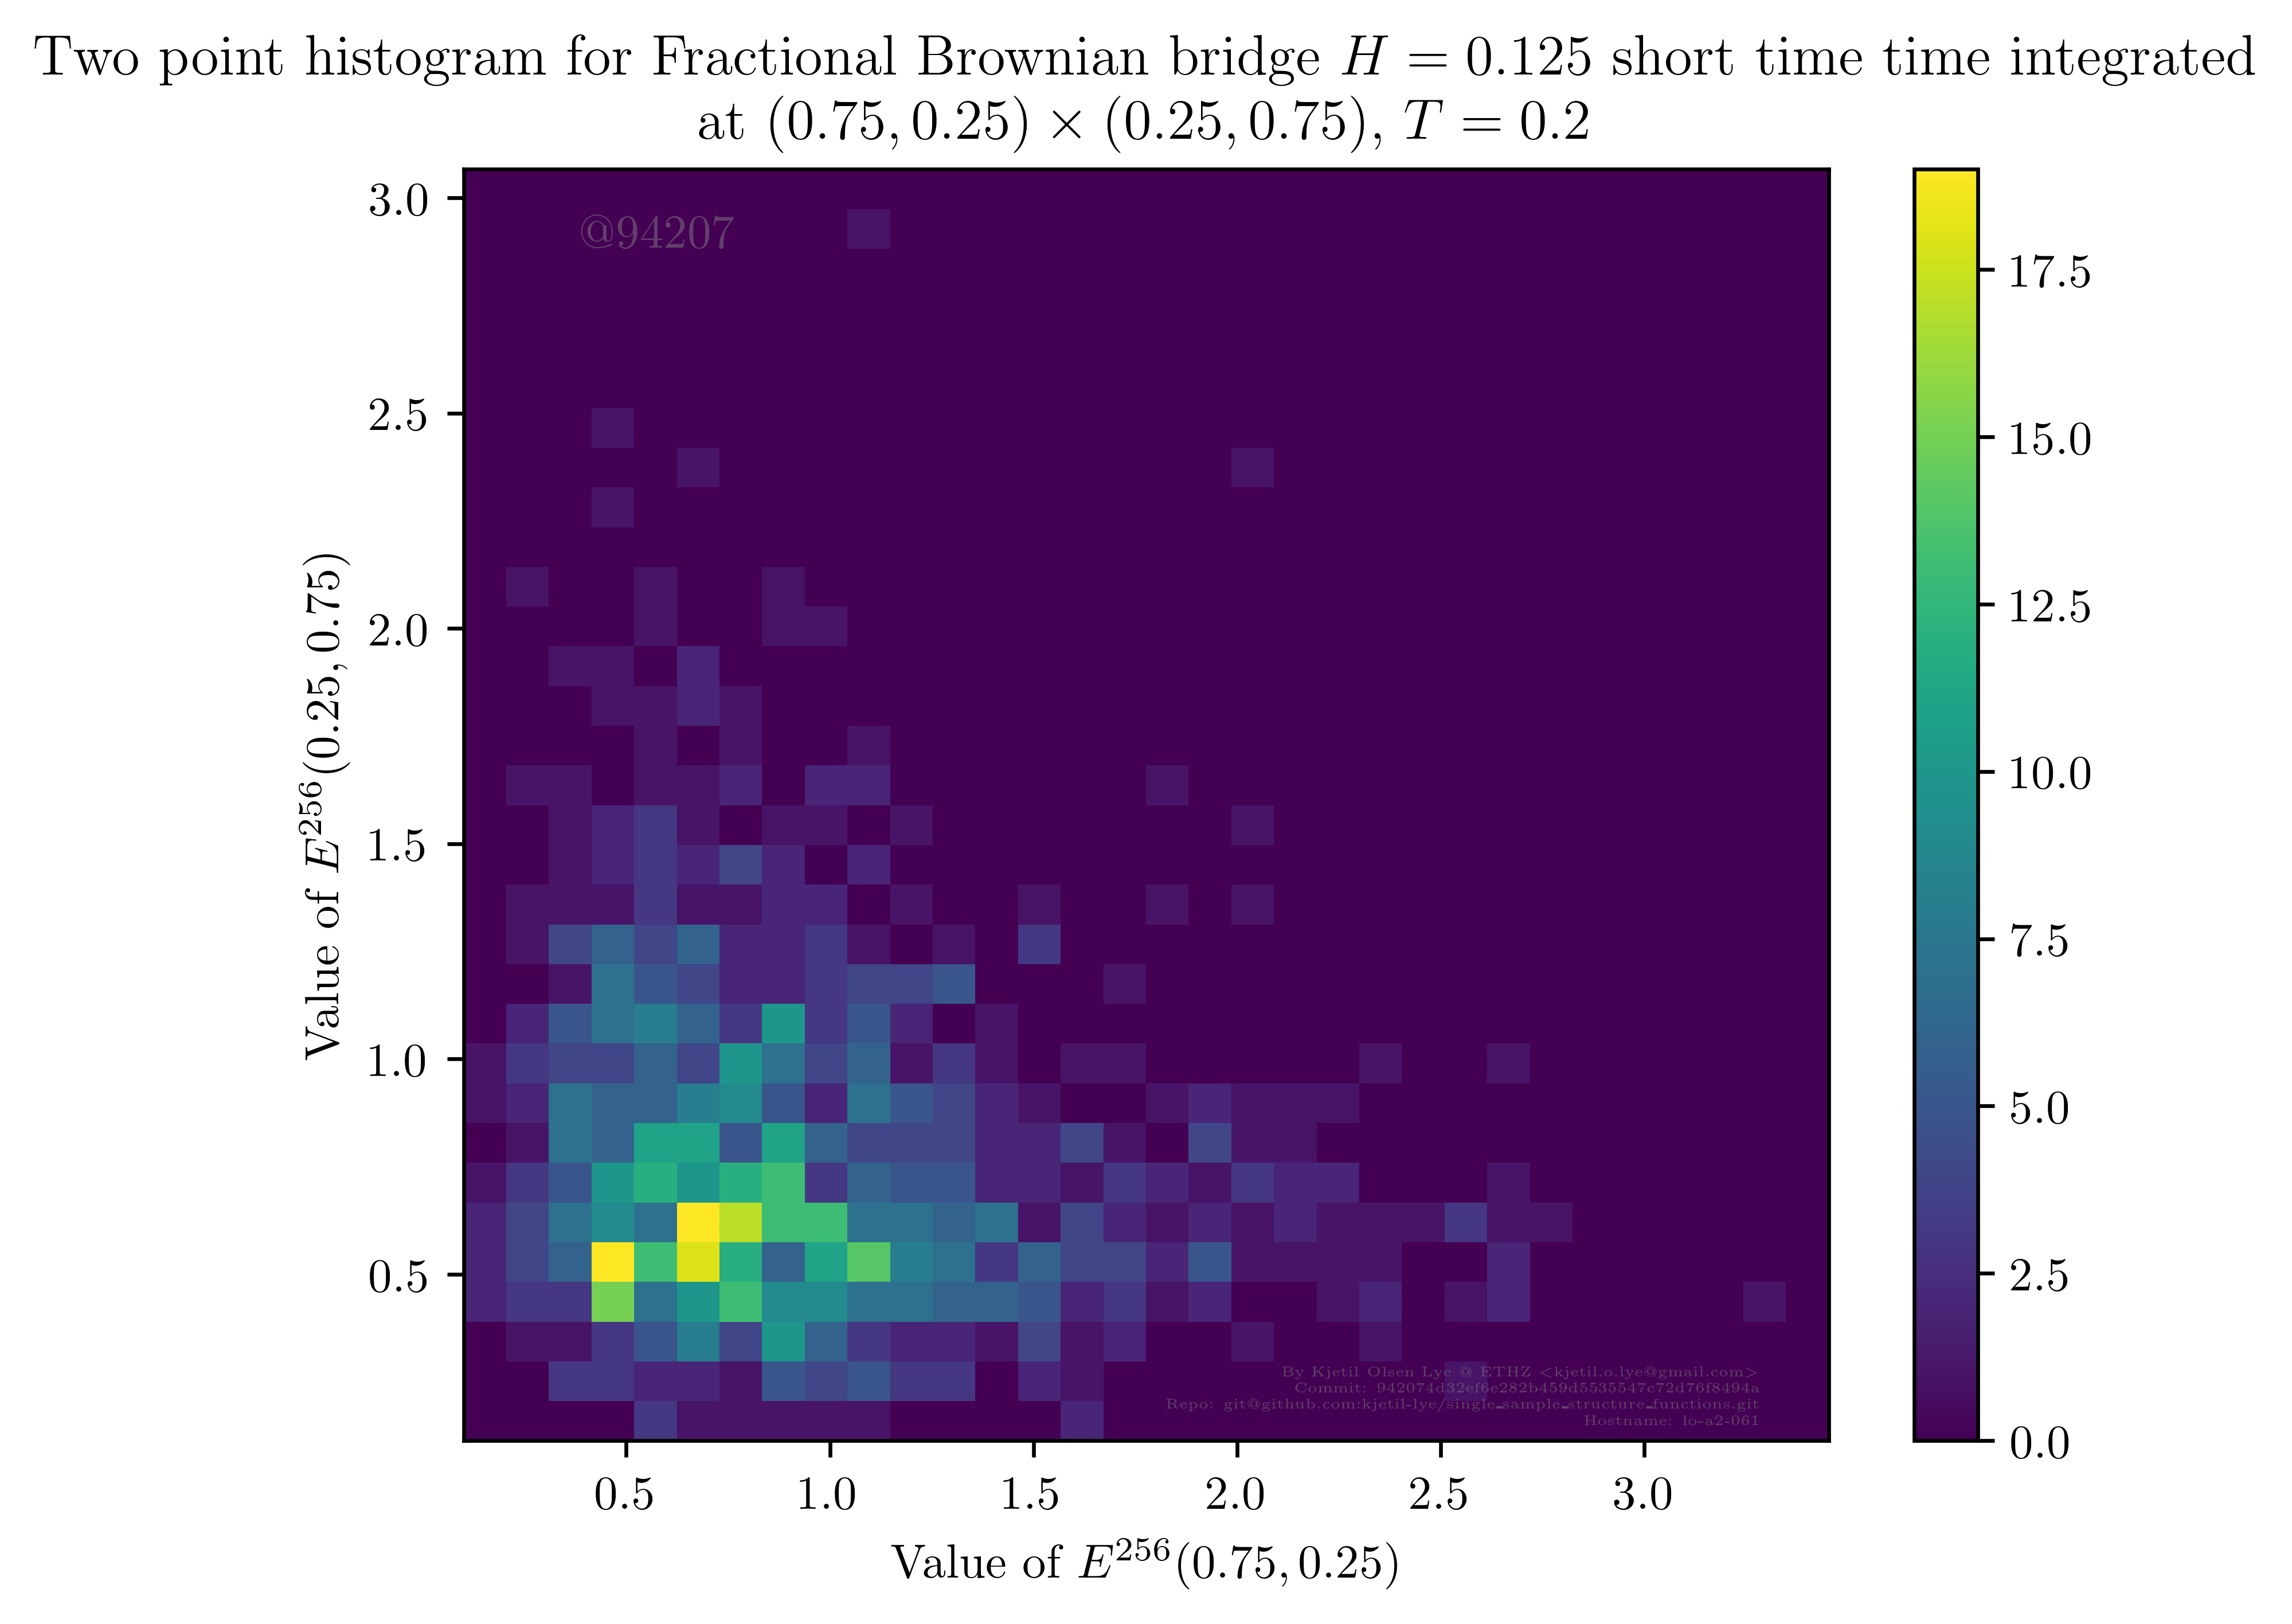 Two point histogram for Fractional Brownian bridge H = 0.125 short time time integrated
at (0.75, 0.25) × (0.25, 0.75), T = 0.2
@94207
3.0
2.5
2.0
1.5
1.0
0.5
Value of E^256(0.25, 0.75)
0.5 1.0 1.5 2.0 2.5 3.0
Value of E^256(0.75, 0.25)
17.5
15.0
12.5
10.0
7.5
5.0
2.5
0.0
By Kjetil Olsen Lye @ ETHZ <kjetil.o.lye@gmail.com>
Commit: 942074d32ef6e282b459d5535547c72d76f8494a
Repo: git@github.com:kjetil-lye/single_sample_structure_functions.git
Hostname: lo-a2-061